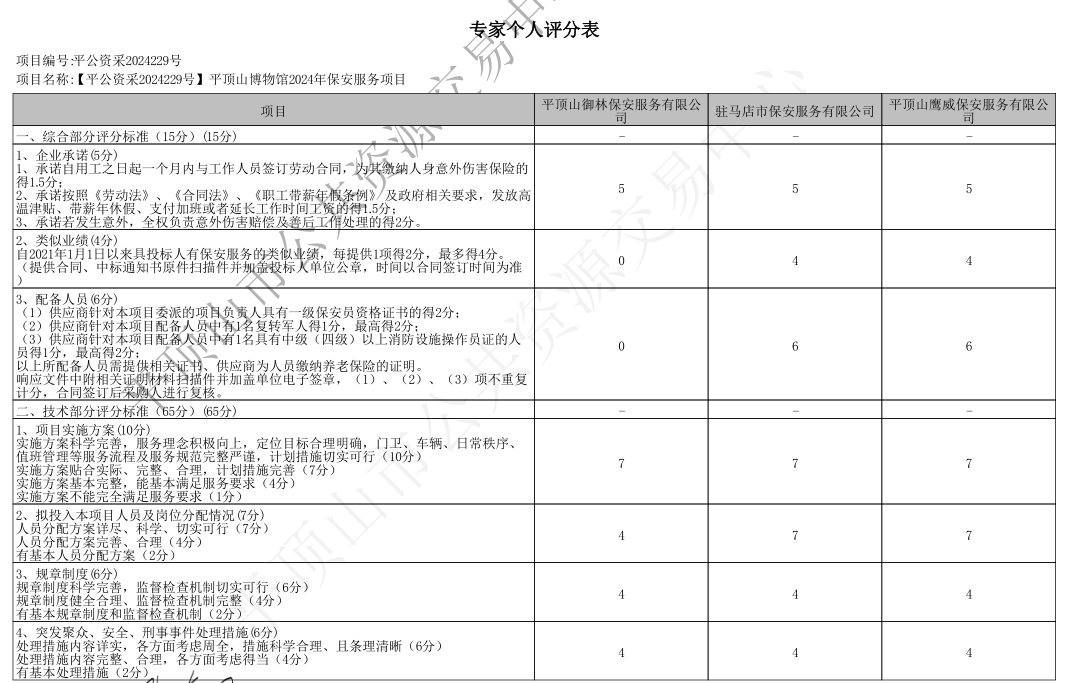 专家个人评分表
项目编号:平公资采2024229号
项目名称:【平公资采2024229号】平顶山博物馆2024年保安服务项目
项目 平顶山御林保安服务有限公司 驻马店市保安服务有限公司 平顶山鹰威保安服务有限公司
一、综合部分评分标准（15分）(15分) – – –
1、企业承诺(5分)
1、承诺自用工之日起一个月内与工作人员签订劳动合同，为其缴纳人身意外伤害保险的
得1.5分；
2、承诺按照《劳动法》、《合同法》、《职工带薪年假条例》及政府相关要求，发放高
温津贴、带薪年休假、支付加班或者延长工作时间工资的得1.5分；
3、承诺若发生意外，全权负责意外伤害赔偿及善后工作处理的得2分。
5 5 5
2、类似业绩(4分)
自2021年1月1日以来具投标人有保安服务的类似业绩，每提供1项得2分，最多得4分。
（提供合同、中标通知书原件扫描件并加盖投标人单位公章，时间以合同签订时间为准
）
0 4 4
3、配备人员(6分)
（1）供应商针对本项目委派的项目负责人具有一级保安员资格证书的得2分；
（2）供应商针对本项目配备人员中有1名复转军人得1分，最高得2分；
（3）供应商针对本项目配备人员中有1名具有中级（四级）以上消防设施操作员证的人
员得1分，最高得2分；
以上所配备人员需提供相关证书、供应商为人员缴纳养老保险的证明。
响应文件中附相关证明材料扫描件并加盖单位电子签章，（1）、（2）、（3）项不重复
计分，合同签订后采购人进行复核。
0 6 6
二、技术部分评分标准（65分）(65分) – – –
1、项目实施方案(10分)
实施方案科学完善，服务理念积极向上，定位目标合理明确，门卫、车辆、日常秩序、
值班管理等服务流程及服务规范完整严谨，计划措施切实可行（10分）
实施方案贴合实际、完整、合理，计划措施完善（7分）
实施方案基本完整，能基本满足服务要求（4分）
实施方案不能完全满足服务要求（1分）
7 7 7
2、拟投入本项目人员及岗位分配情况(7分)
人员分配方案详尽、科学、切实可行（7分）
人员分配方案完善、合理（4分）
有基本人员分配方案（2分）
4 7 7
3、规章制度(6分)
规章制度科学完善，监督检查机制切实可行（6分）
规章制度健全合理、监督检查机制完整（4分）
有基本规章制度和监督检查机制（2分）
4 4 4
4、突发聚众、安全、刑事事件处理措施(6分)
处理措施内容详实，各方面考虑周全，措施科学合理、且条理清晰（6分）
处理措施内容完整、合理，各方面考虑得当（4分）
有基本处理措施（2分）
4 4 4
平顶山市公共资源交易中心
平顶山市公共资源交易中心